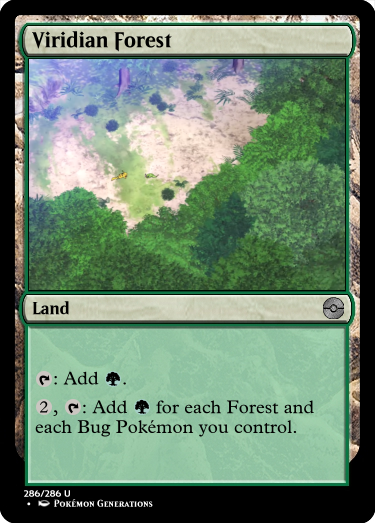 Viridian Forest
Land
: Add .
2, : Add for each Forest and
each Bug Pokémon you control.
286/286 U
• Pokémon Generations